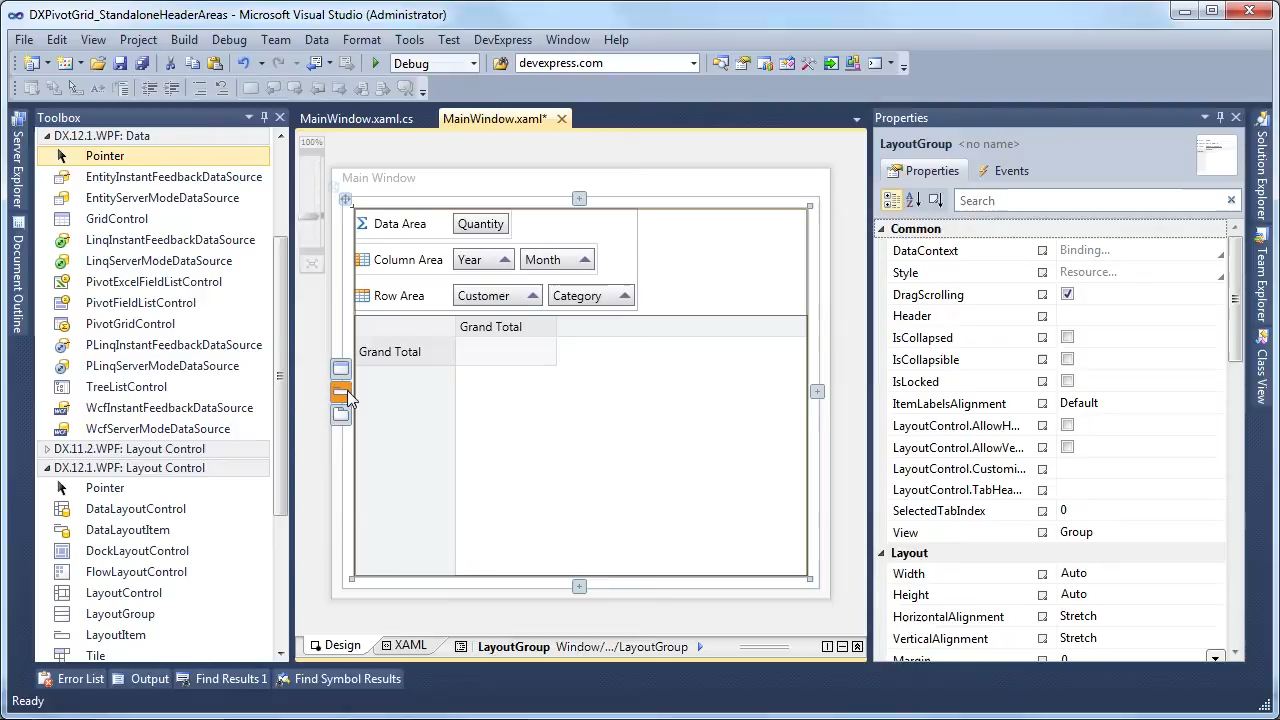 DXPivotGrid_StandaloneHeaderAreas - Microsoft Visual Studio (Administrator)
File Edit View Project Build Debug Team Data Format Tools Test DevExpress Window Help
Debug devexpress.com
Toolbox
MainWindow.xaml.cs MainWindow.xaml*
Properties
Server Explorer
Document Outline
DX.12.1.WPF: Data
Pointer
EntityInstantFeedbackDataSource
EntityServerModeDataSource
GridControl
LinqInstantFeedbackDataSource
LinqServerModeDataSource
PivotExcelFieldListControl
PivotFieldListControl
PivotGridControl
PLinqInstantFeedbackDataSource
PLinqServerModeDataSource
TreeListControl
WcfInstantFeedbackDataSource
WcfServerModeDataSource
DX.11.2.WPF: Layout Control
DX.12.1.WPF: Layout Control
Pointer
DataLayoutControl
DataLayoutItem
DockLayoutControl
FlowLayoutControl
LayoutControl
LayoutGroup
LayoutItem
Tile
100%
Main Window
Data Area Quantity
Column Area Year Month
Row Area Customer Category
Grand Total
Grand Total
Design XAML LayoutGroup Window/.../LayoutGroup
LayoutGroup <no name>
Properties Events
Search
Common
DataContext Binding...
Style Resource...
DragScrolling
Header
IsCollapsed
IsCollapsible
IsLocked
ItemLabelsAlignment Default
LayoutControl.AllowH...
LayoutControl.AllowVe...
LayoutControl.Customi...
LayoutControl.TabHea...
SelectedTabIndex 0
View Group
Layout
Width Auto
Height Auto
HorizontalAlignment Stretch
VerticalAlignment Stretch
Margin 0
Solution Explorer
Team Explorer
Class View
Error List Output Find Results 1 Find Symbol Results
Ready